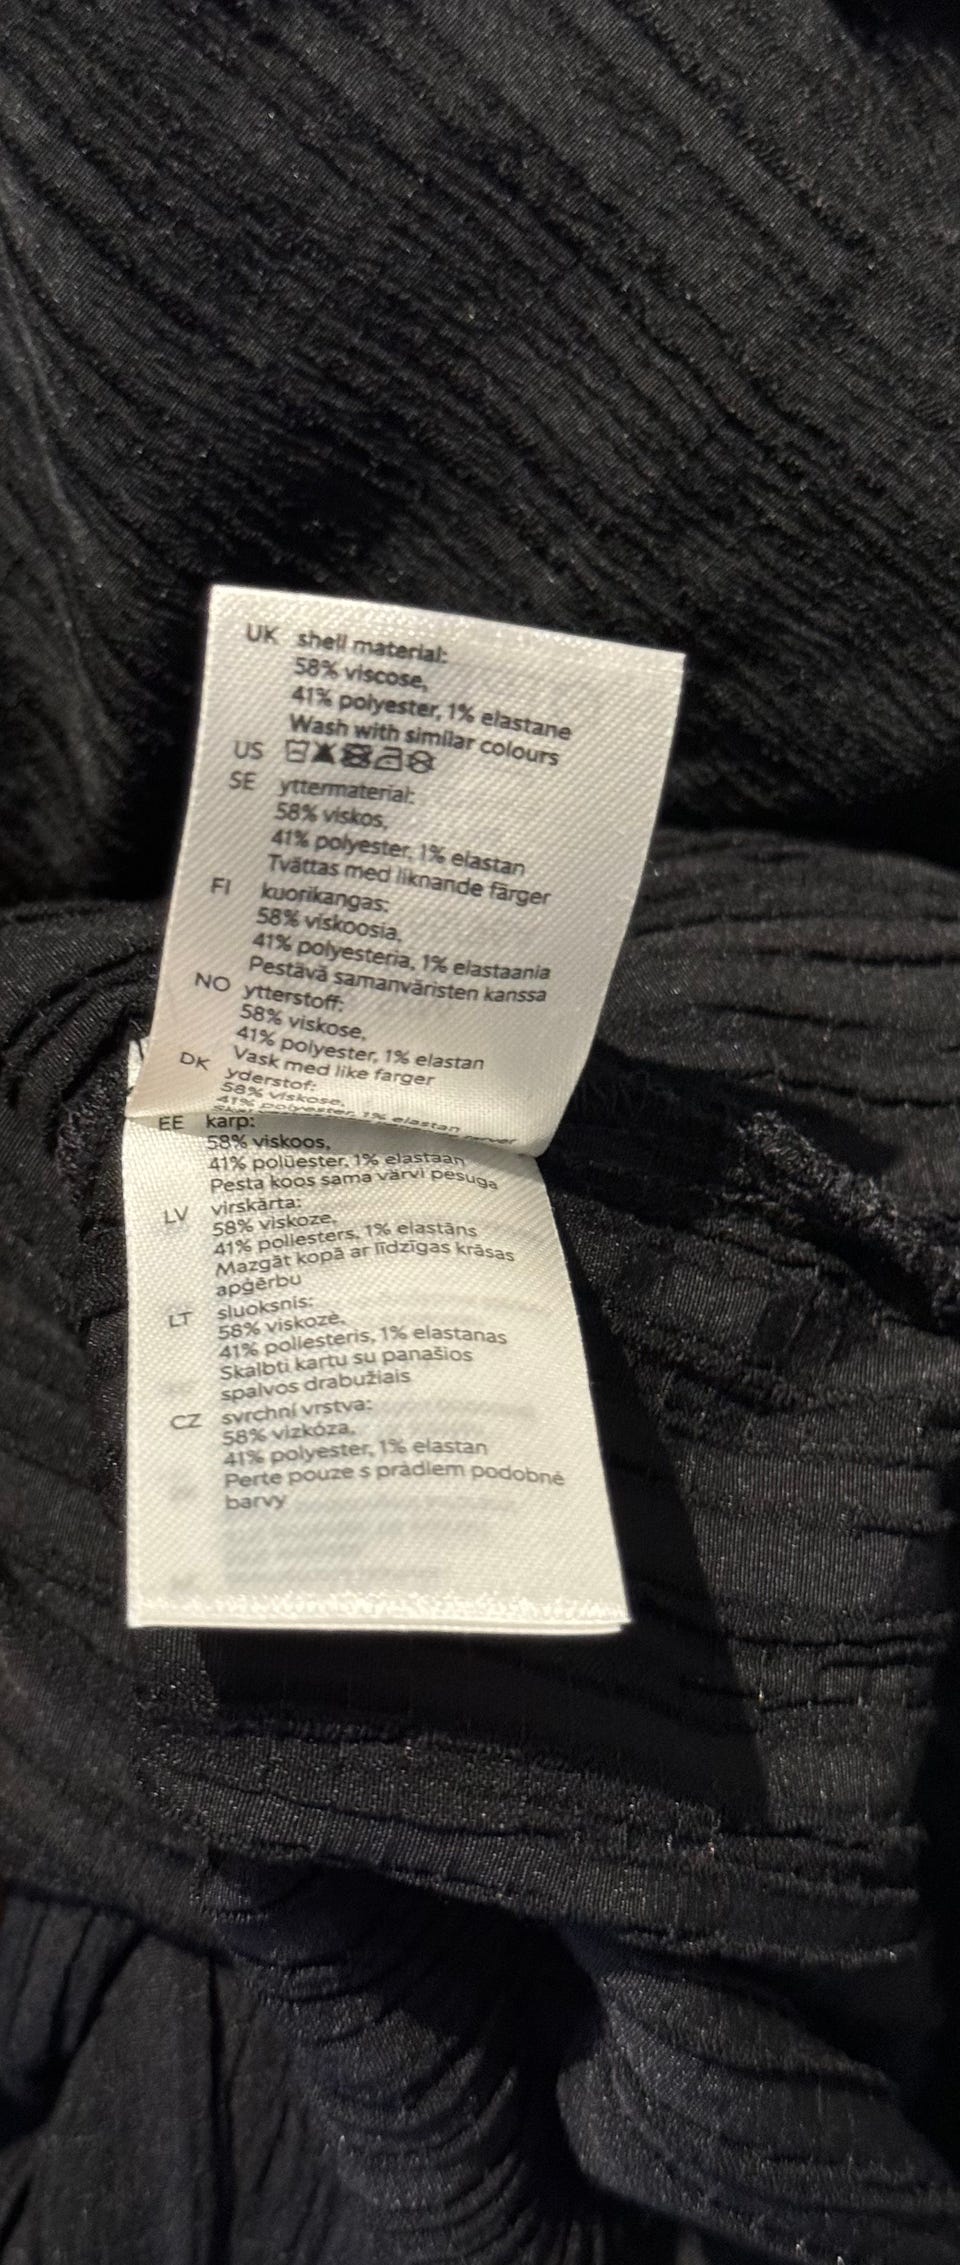 UK shell material:
58% viscose,
41% polyester, 1% elastane
Wash with similar colours
US
SE yttermaterial:
58% viskos,
41% polyester, 1% elastan
Tvättas med liknande färger
FI kuorikangas:
58% viskoosia,
41% polyesteria, 1% elastaania
Pestävä samanväristen kanssa
NO ytterstoff:
58% viskose,
41% polyester, 1% elastan
Vask med like farger
DK yderstof:
58% viskose,
41% polyester, 1% elastan
EE karp:
58% viskoos,
41% polüester, 1% elastaan
Pesta koos sama värvi pesuga
LV virskārta:
58% viskoze,
41% poliesters, 1% elastāns
Mazgāt kopā ar līdzīgas krāsas
apģērbu
LT sluoksnis:
58% viskozė,
41% poliesteris, 1% elastanas
Skalbti kartu su panašios
spalvos drabužiais
CZ svrchní vrstva:
58% vizkóza,
41% polyester, 1% elastan
Perte pouze s prádlem podobné
barvy